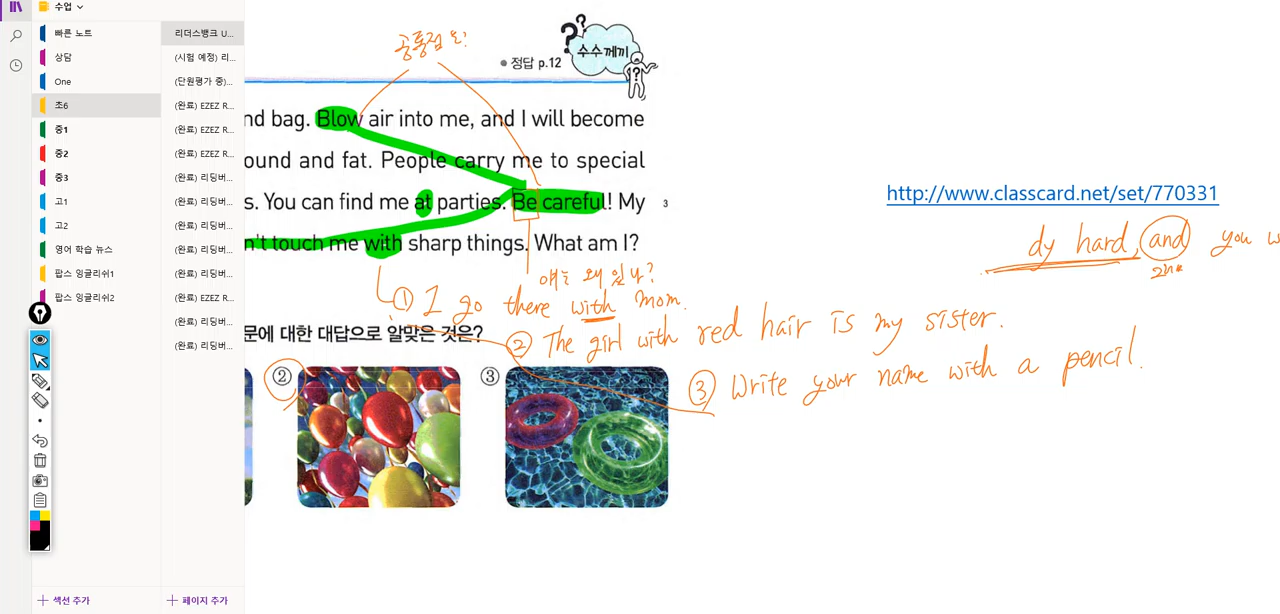 수업
빠른 노트
상담
One
초6
중1
중2
중3
고1
고2
영어 학습 뉴스
팝스 잉글리쉬1
팝스 잉글리쉬2
섹션 추가
리더스뱅크 U...
(시험 예정) 리...
(단원평가 중)...
(완료) EZEZ R...
(완료) EZEZ R...
(완료) EZEZ R...
(완료) 리딩버...
(완료) 리딩버...
(완료) 리딩버...
(완료) 리딩버...
(완료) 리딩버...
(완료) EZEZ R...
(완료) 리딩버...
(완료) 리딩버...
페이지 추가
공통점은?
수수께끼
정답 p.12
nd bag. Blow air into me, and I will become
ound and fat. People carry me to special
s. You can find me at parties. Be careful! My
3
n't touch me with sharp things. What am I?
얘는 왜 있나?
① I go there with mom.
문에 대한 대답으로 알맞은 것은?
② The girl with red hair is my sister.
③ Write your name with a pencil.
②
③
http://www.classcard.net/set/770331
dy hard, and you w